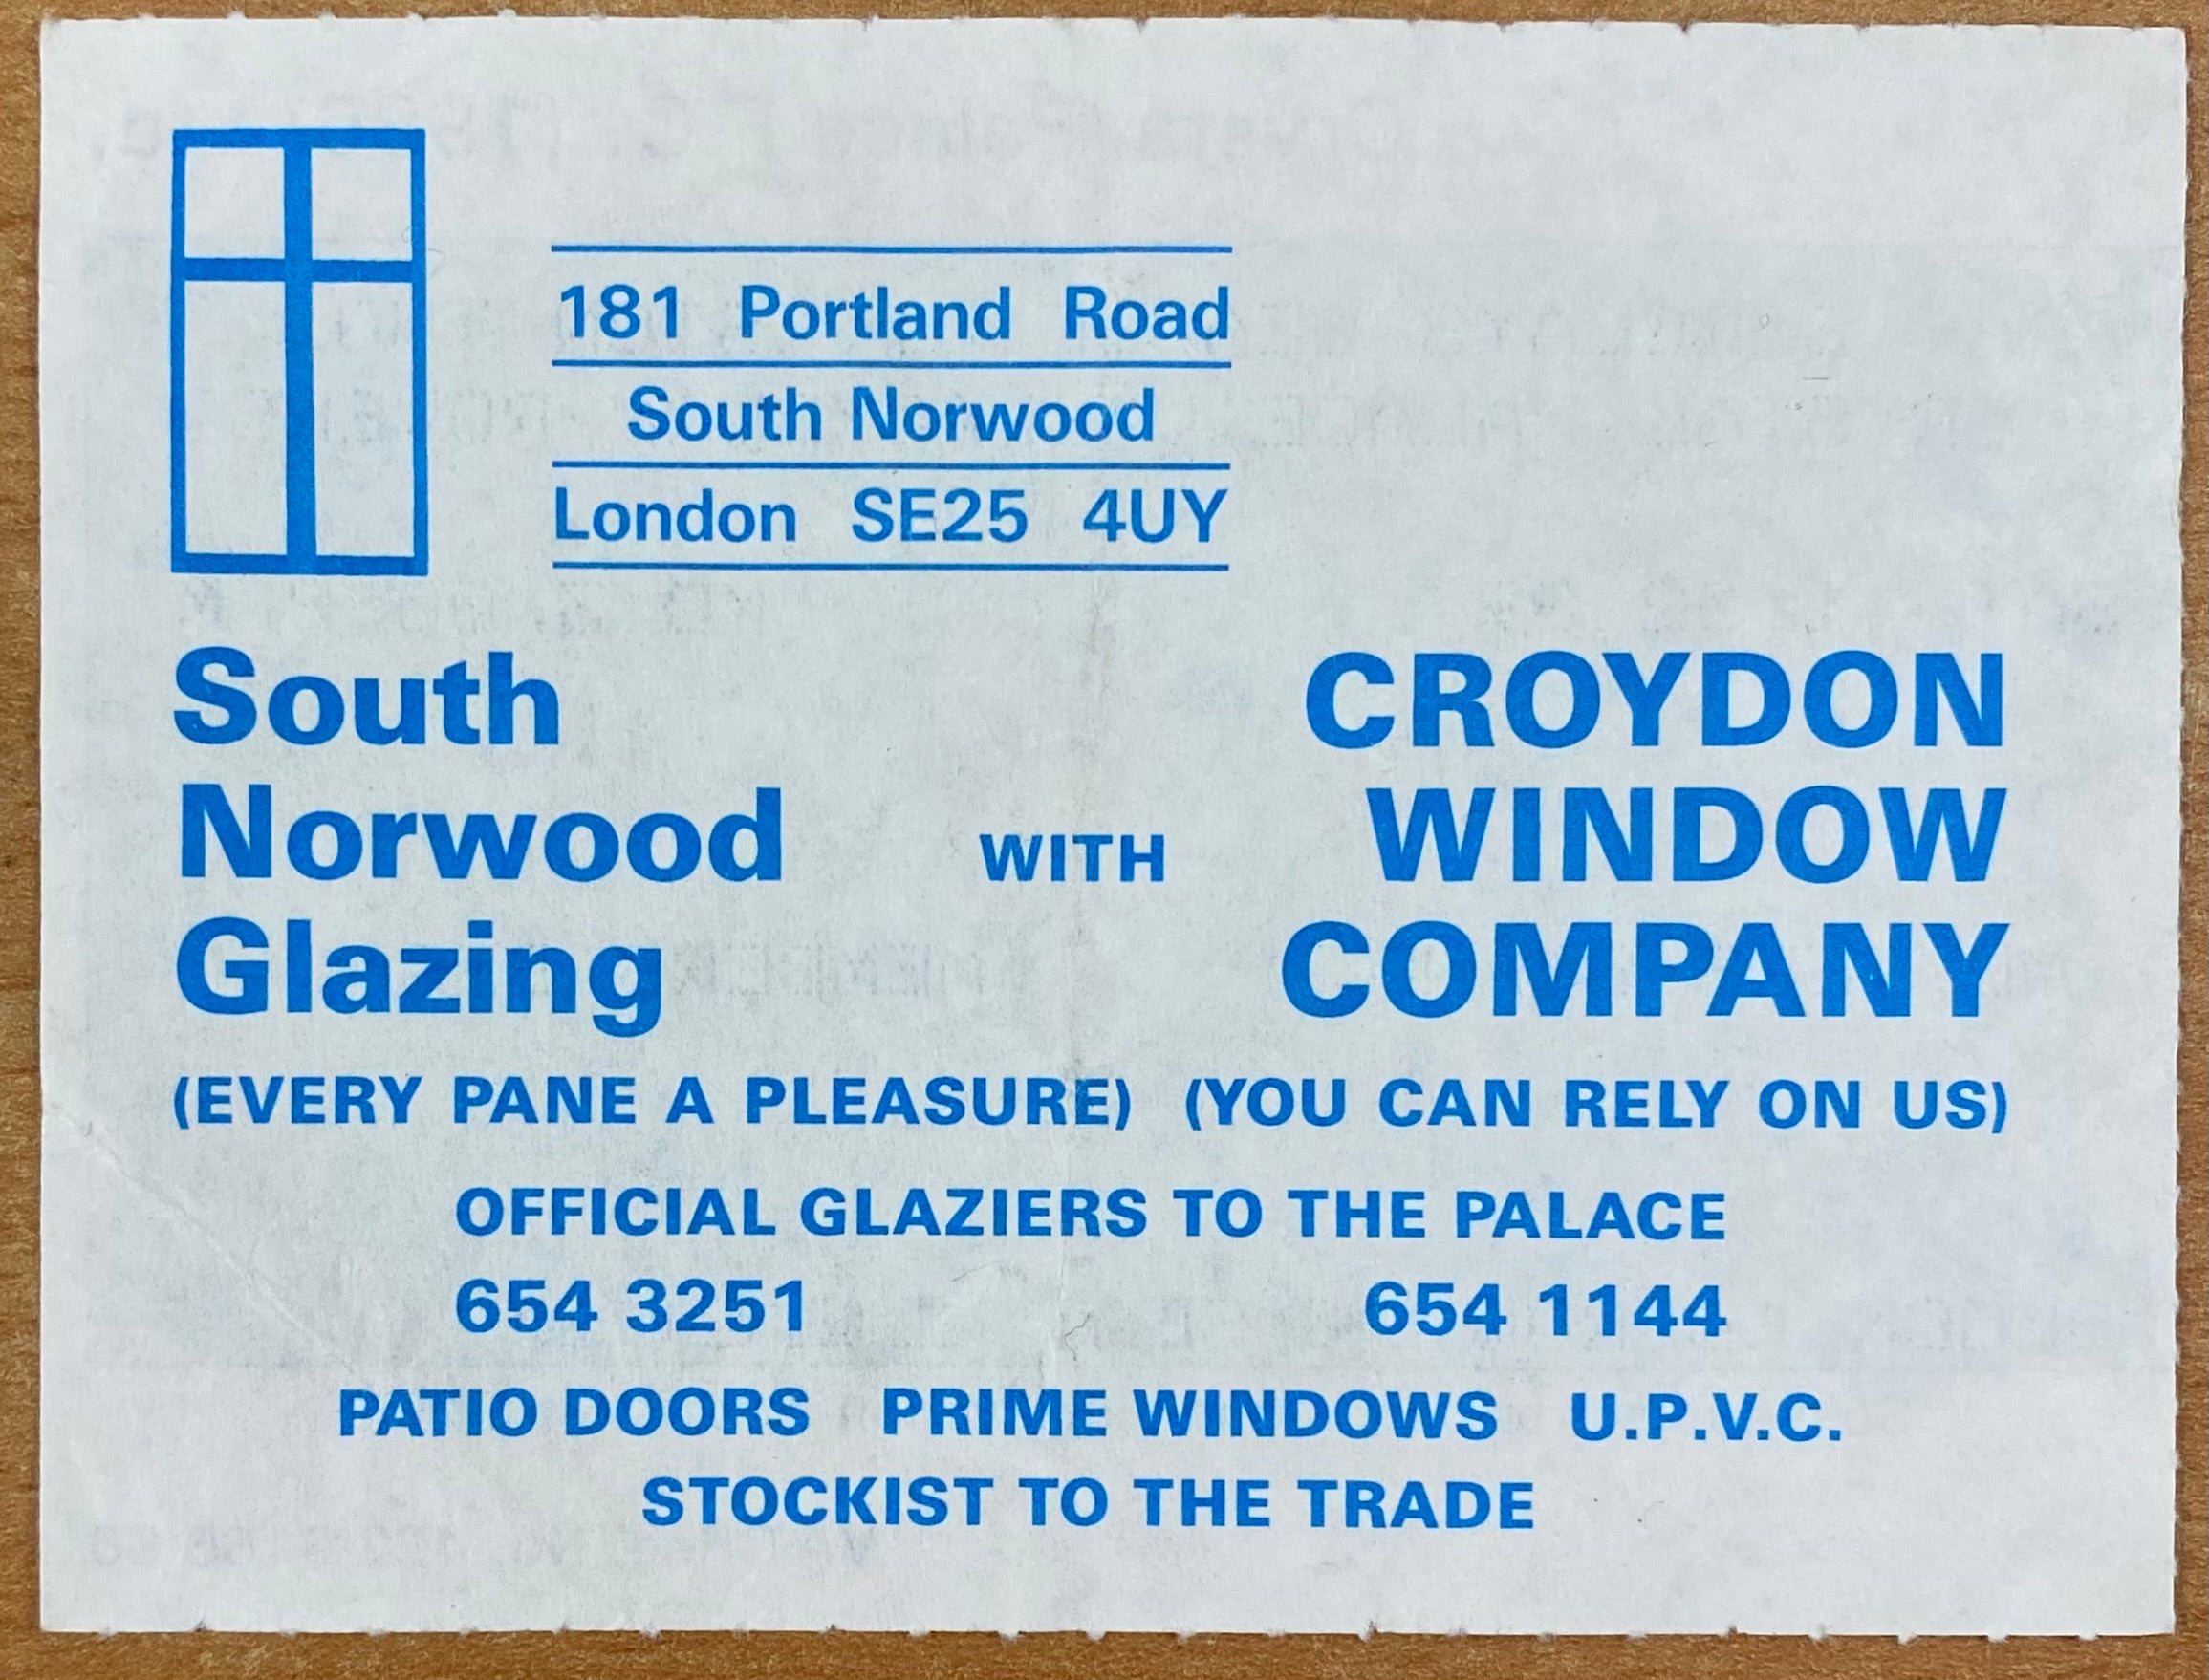 181 Portland Road
South Norwood
London SE25 4UY
South
Norwood
Glazing
WITH
CROYDON
WINDOW
COMPANY
(EVERY PANE A PLEASURE) (YOU CAN RELY ON US)
OFFICIAL GLAZIERS TO THE PALACE
654 3251 654 1144
PATIO DOORS PRIME WINDOWS U.P.V.C.
STOCKIST TO THE TRADE